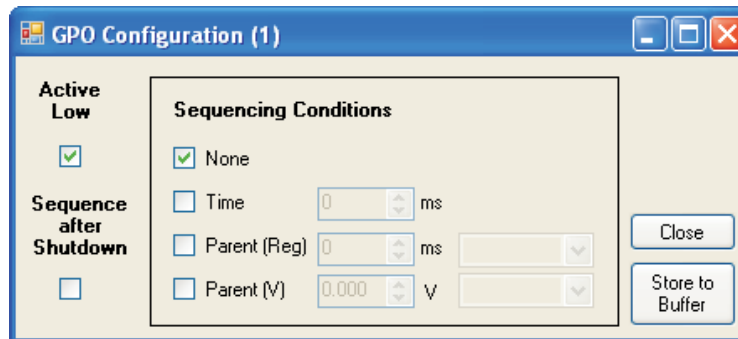 GPO Configuration (1)
Active
Low
Sequence
after
Shutdown
Sequencing Conditions
None
Time 0 ms
Parent (Reg) 0 ms
Parent (V) 0.000 V
Close
Store to
Buffer